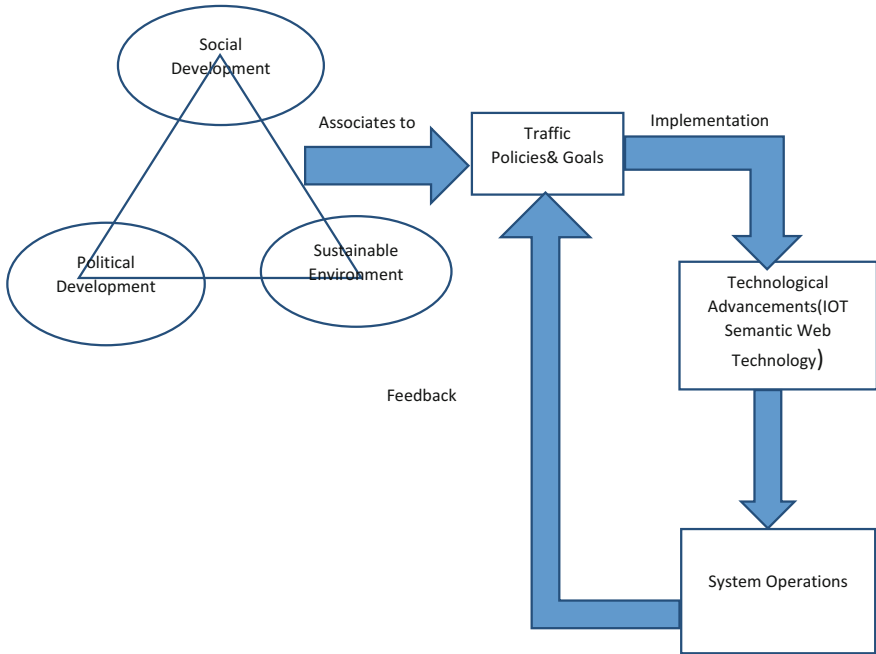 Social
Development
Political
Development
Sustainable
Environment
Associates to
Traffic
Policies& Goals
Implementation
Technological
Advancements(IOT
Semantic Web
Technology)
System Operations
Feedback